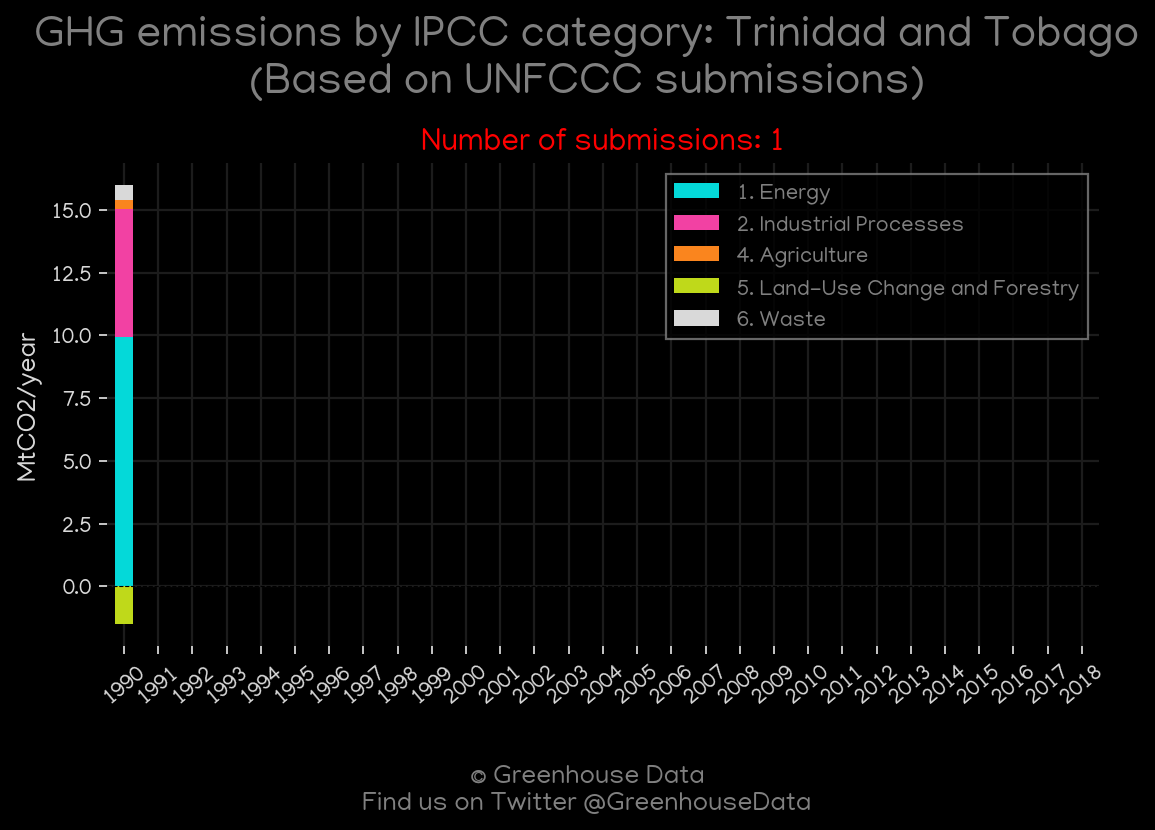 GHG emissions by IPCC category: Trinidad and Tobago
(Based on UNFCCC submissions)
Number of submissions: 1
1. Energy
2. Industrial Processes
4. Agriculture
5. Land-Use Change and Forestry
6. Waste
MtCO2/year
15.0
12.5
10.0
7.5
5.0
2.5
0.0
1990 1991 1992 1993 1994 1995 1996 1997 1998 1999 2000 2001 2002 2003 2004 2005 2006 2007 2008 2009 2010 2011 2012 2013 2014 2015 2016 2017 2018
© Greenhouse Data
Find us on Twitter @GreenhouseData